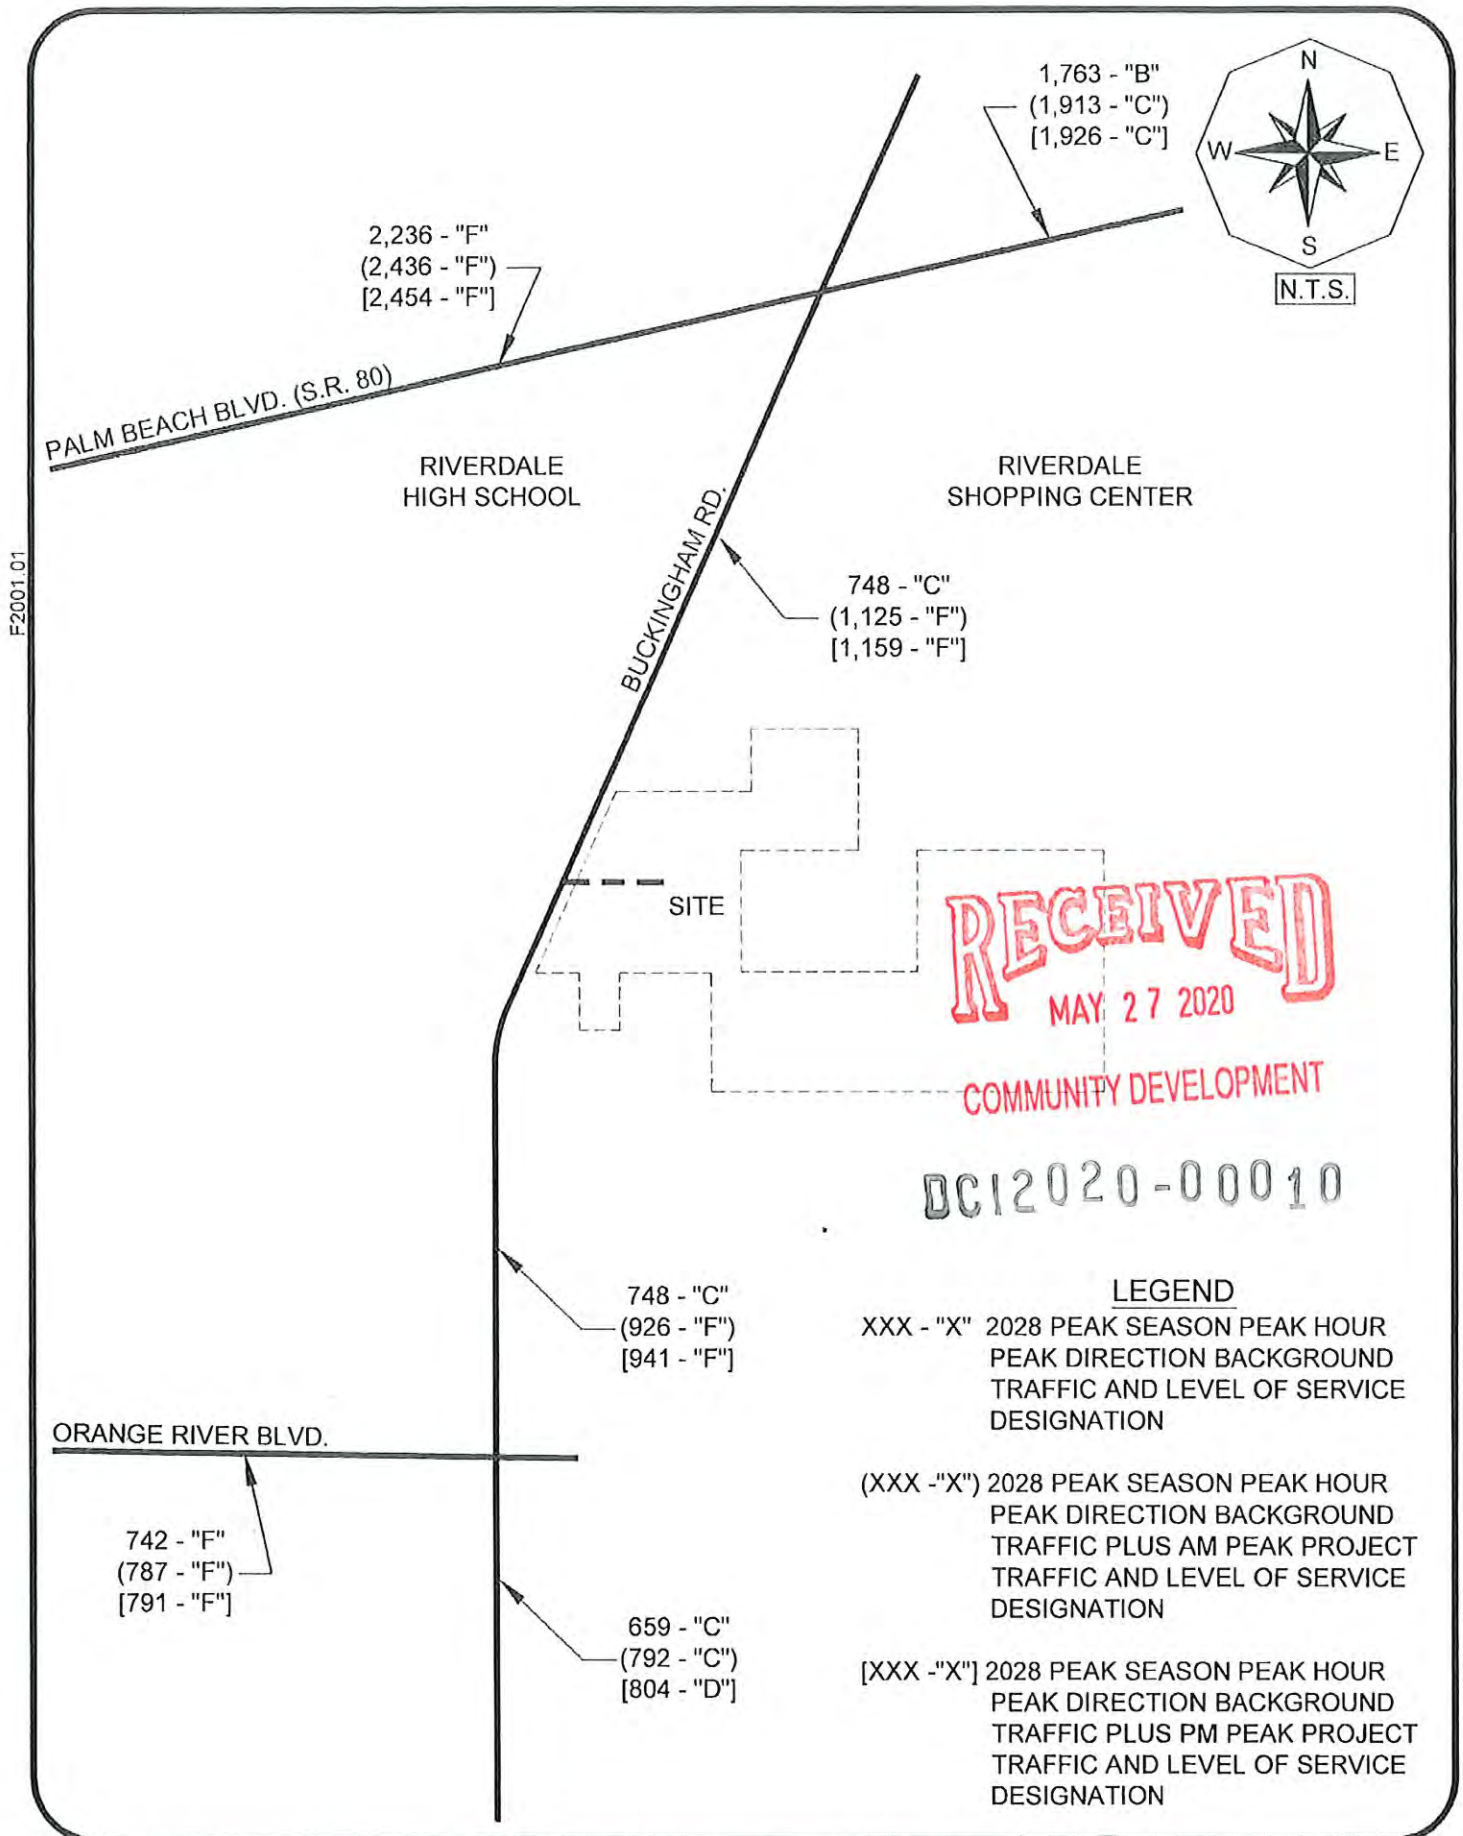 1,763 - "B"
(1,913 - "C")
[1,926 - "C"]
N
W
E
S
N.T.S.
2,236 - "F"
(2,436 - "F")
[2,454 - "F"]
PALM BEACH BLVD. (S.R. 80)
RIVERDALE
HIGH SCHOOL
RIVERDALE
SHOPPING CENTER
BUCKINGHAM RD.
F2001.01
748 - "C"
(1,125 - "F")
[1,159 - "F"]
SITE
RECEIVED
MAY 27 2020
COMMUNITY DEVELOPMENT
DCI2020-00010
748 - "C"
(926 - "F")
[941 - "F"]
ORANGE RIVER BLVD.
742 - "F"
(787 - "F")
[791 - "F"]
659 - "C"
(792 - "C")
[804 - "D"]
LEGEND
XXX - "X" 2028 PEAK SEASON PEAK HOUR
PEAK DIRECTION BACKGROUND
TRAFFIC AND LEVEL OF SERVICE
DESIGNATION
(XXX -"X") 2028 PEAK SEASON PEAK HOUR
PEAK DIRECTION BACKGROUND
TRAFFIC PLUS AM PEAK PROJECT
TRAFFIC AND LEVEL OF SERVICE
DESIGNATION
[XXX -"X"] 2028 PEAK SEASON PEAK HOUR
PEAK DIRECTION BACKGROUND
TRAFFIC PLUS PM PEAK PROJECT
TRAFFIC AND LEVEL OF SERVICE
DESIGNATION